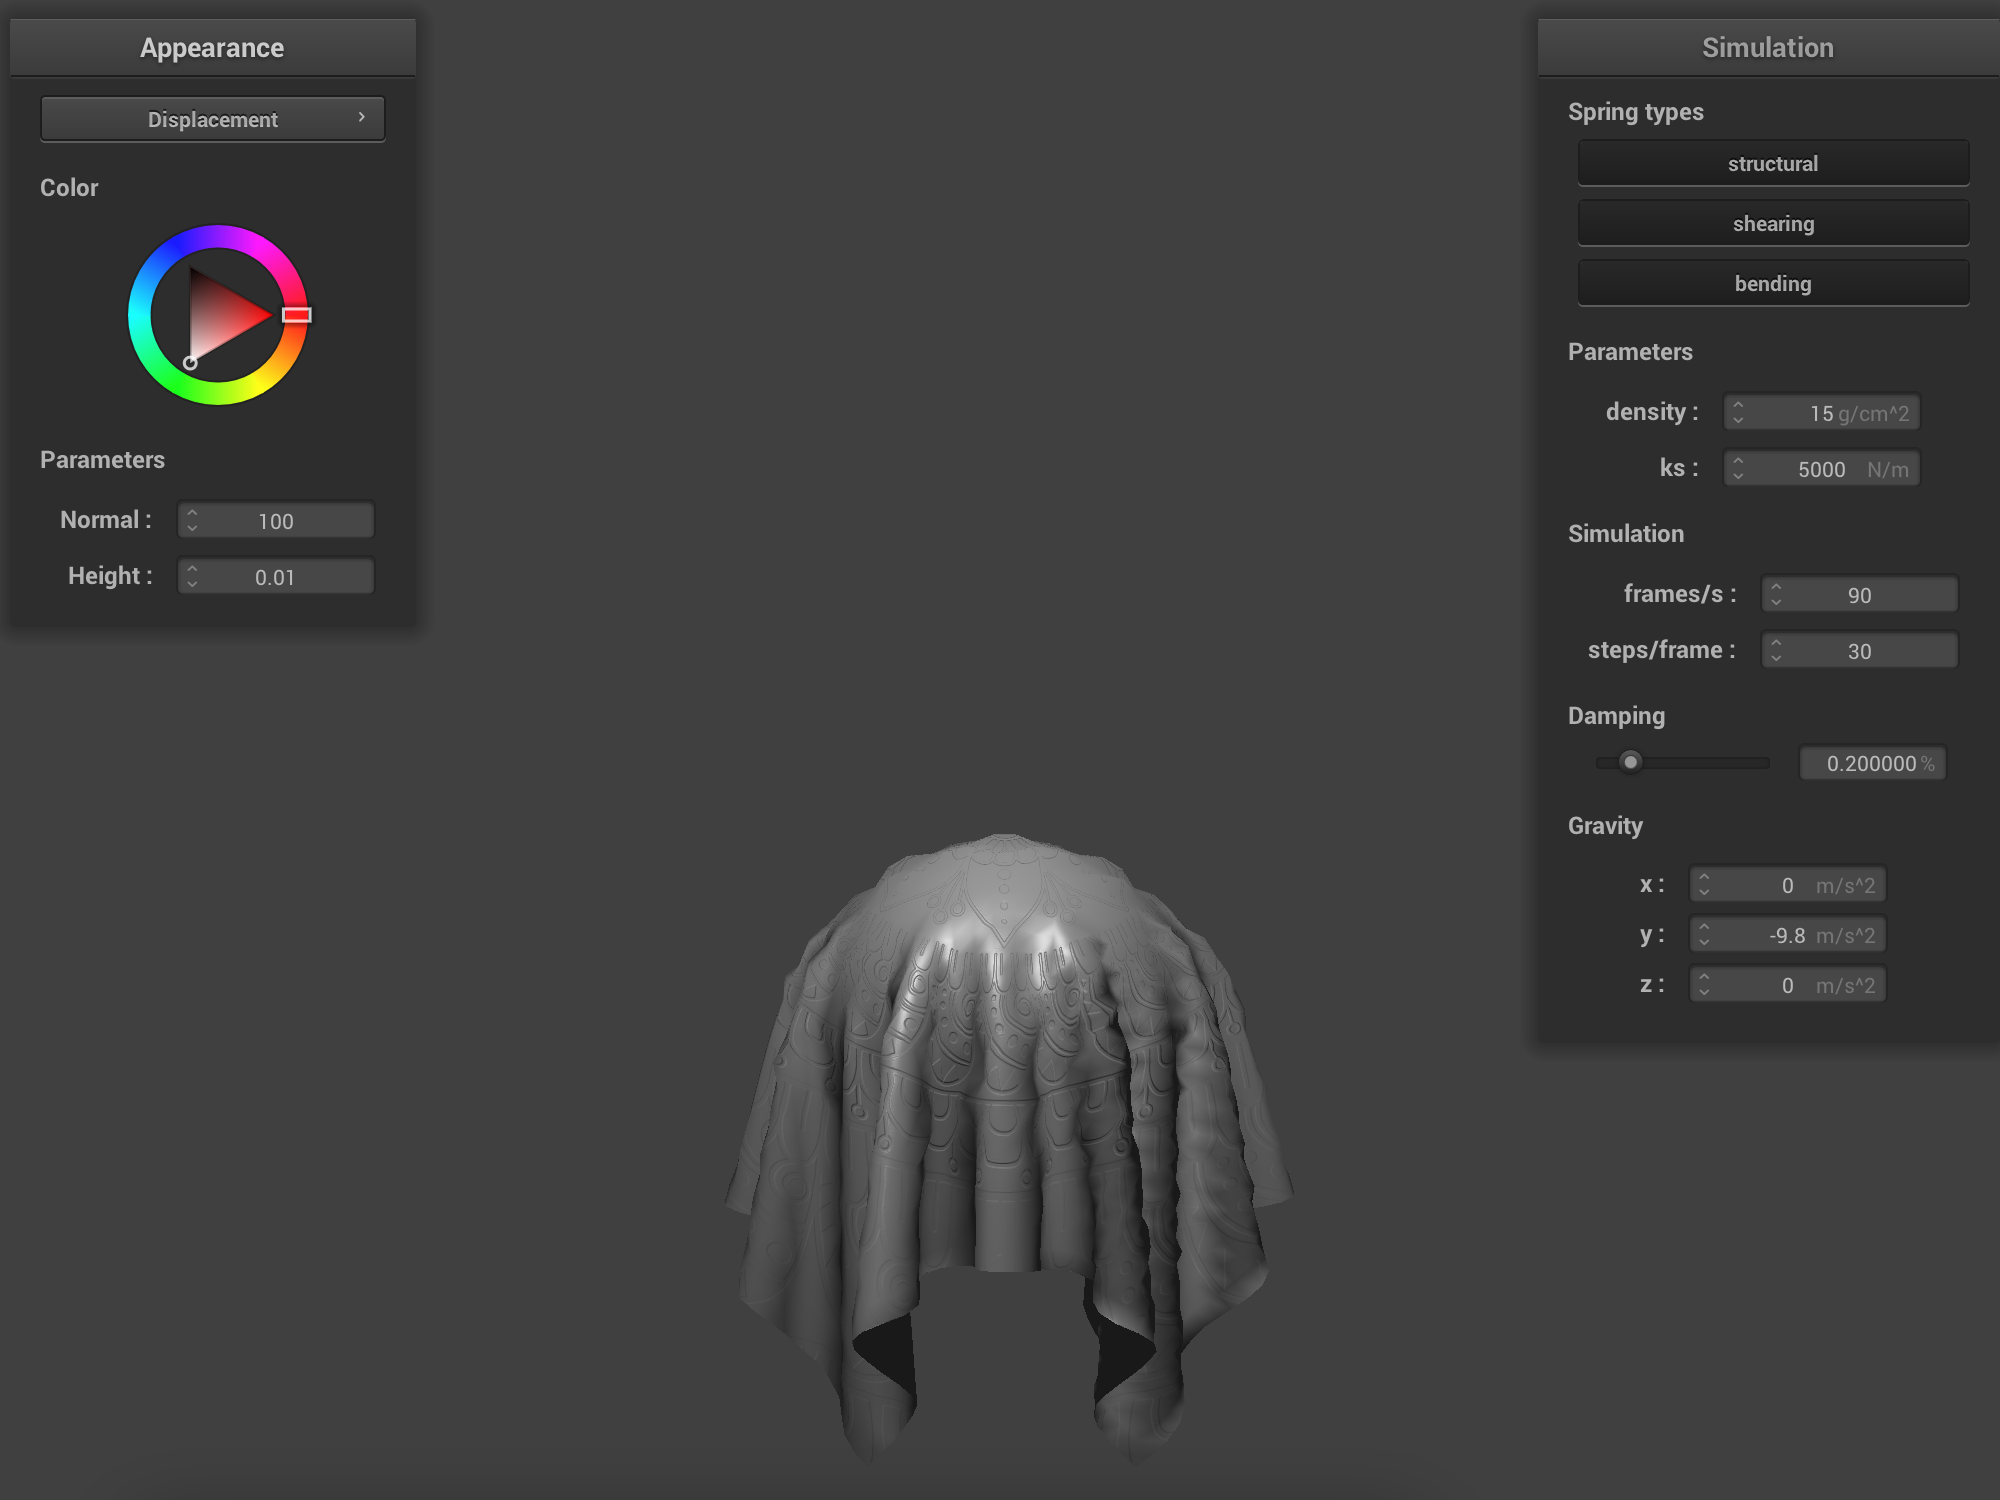 Appearance
Displacement
Color
Parameters
Normal :
100
Height :
0.01
Simulation
Spring types
structural
shearing
bending
Parameters
density :
15 g/cm^2
ks :
5000 N/m
Simulation
frames/s :
90
steps/frame :
30
Damping
0.200000 %
Gravity
x :
0 m/s^2
y :
-9.8 m/s^2
z :
0 m/s^2